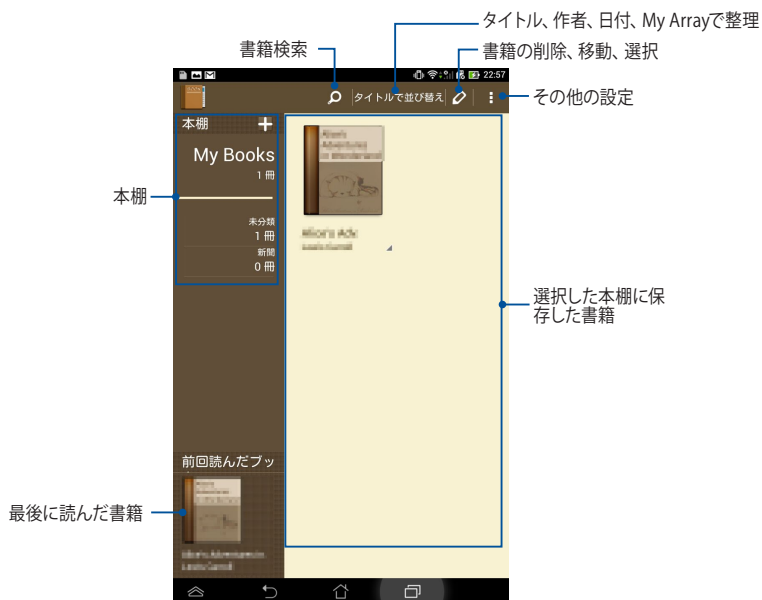 タイトル、作者、日付、My Arrayで整理
書籍検索
書籍の削除、移動、選択
22:57
タイトルで並び替え
その他の設定
本棚
My Books
1 冊
本棚
未分類
1 冊
新聞
0 冊
選択した本棚に保
存した書籍
前回読んだブッ
最後に読んだ書籍